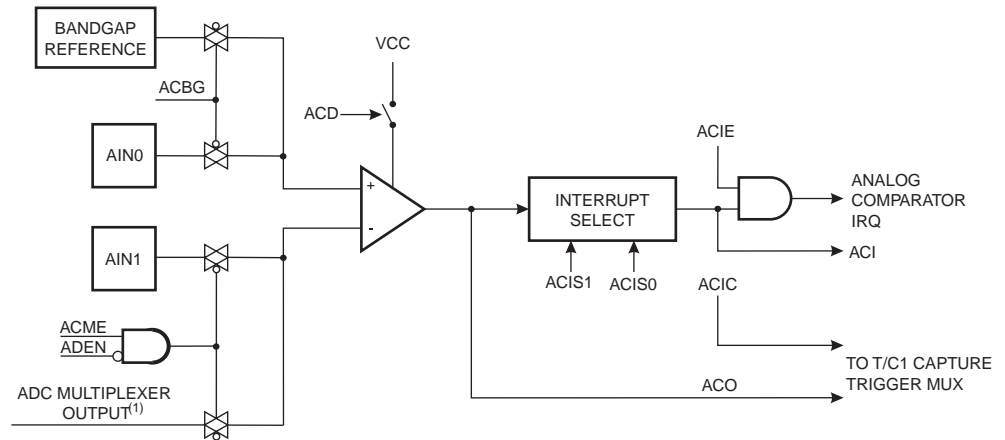 BANDGAP
REFERENCE
VCC
ACBG
ACD
AIN0
ACIE
+
-
INTERRUPT
SELECT
ANALOG
COMPARATOR
IRQ
AIN1
ACI
ACIS1
ACIS0
ACIC
ACME
ADEN
TO T/C1 CAPTURE
TRIGGER MUX
ADC MULTIPLEXER
OUTPUT(1)
ACO